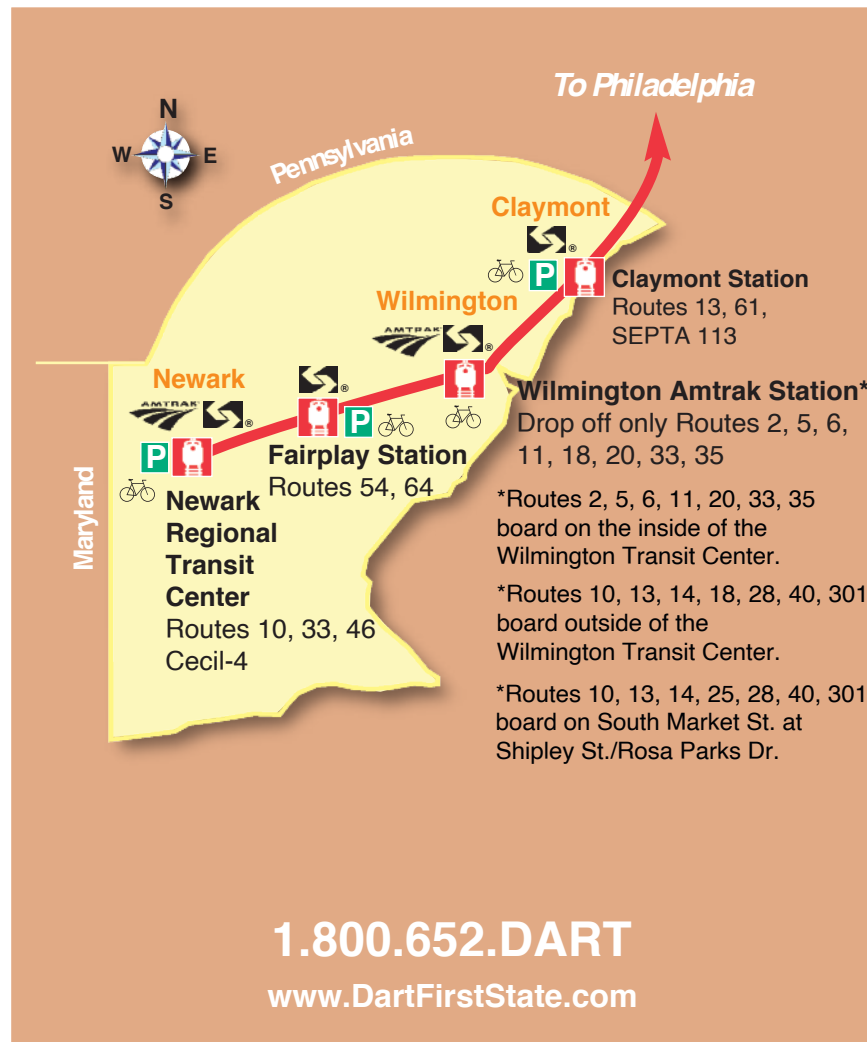 To Philadelphia
N
W E
S
Pennsylvania
Claymont
®
P
Claymont Station
Routes 13, 61,
SEPTA 113
Wilmington
AMTRAK ®
Wilmington Amtrak Station*
Drop off only Routes 2, 5, 6,
11, 18, 20, 33, 35
*Routes 2, 5, 6, 11, 20, 33, 35
board on the inside of the
Wilmington Transit Center.
*Routes 10, 13, 14, 18, 28, 40, 301
board outside of the
Wilmington Transit Center.
*Routes 10, 13, 14, 25, 28, 40, 301
board on South Market St. at
Shipley St./Rosa Parks Dr.
®
P
Fairplay Station
Routes 54, 64
Newark
AMTRAK ®
P
Newark
Regional
Transit
Center
Routes 10, 33, 46
Cecil-4
Maryland
1.800.652.DART
www.DartFirstState.com